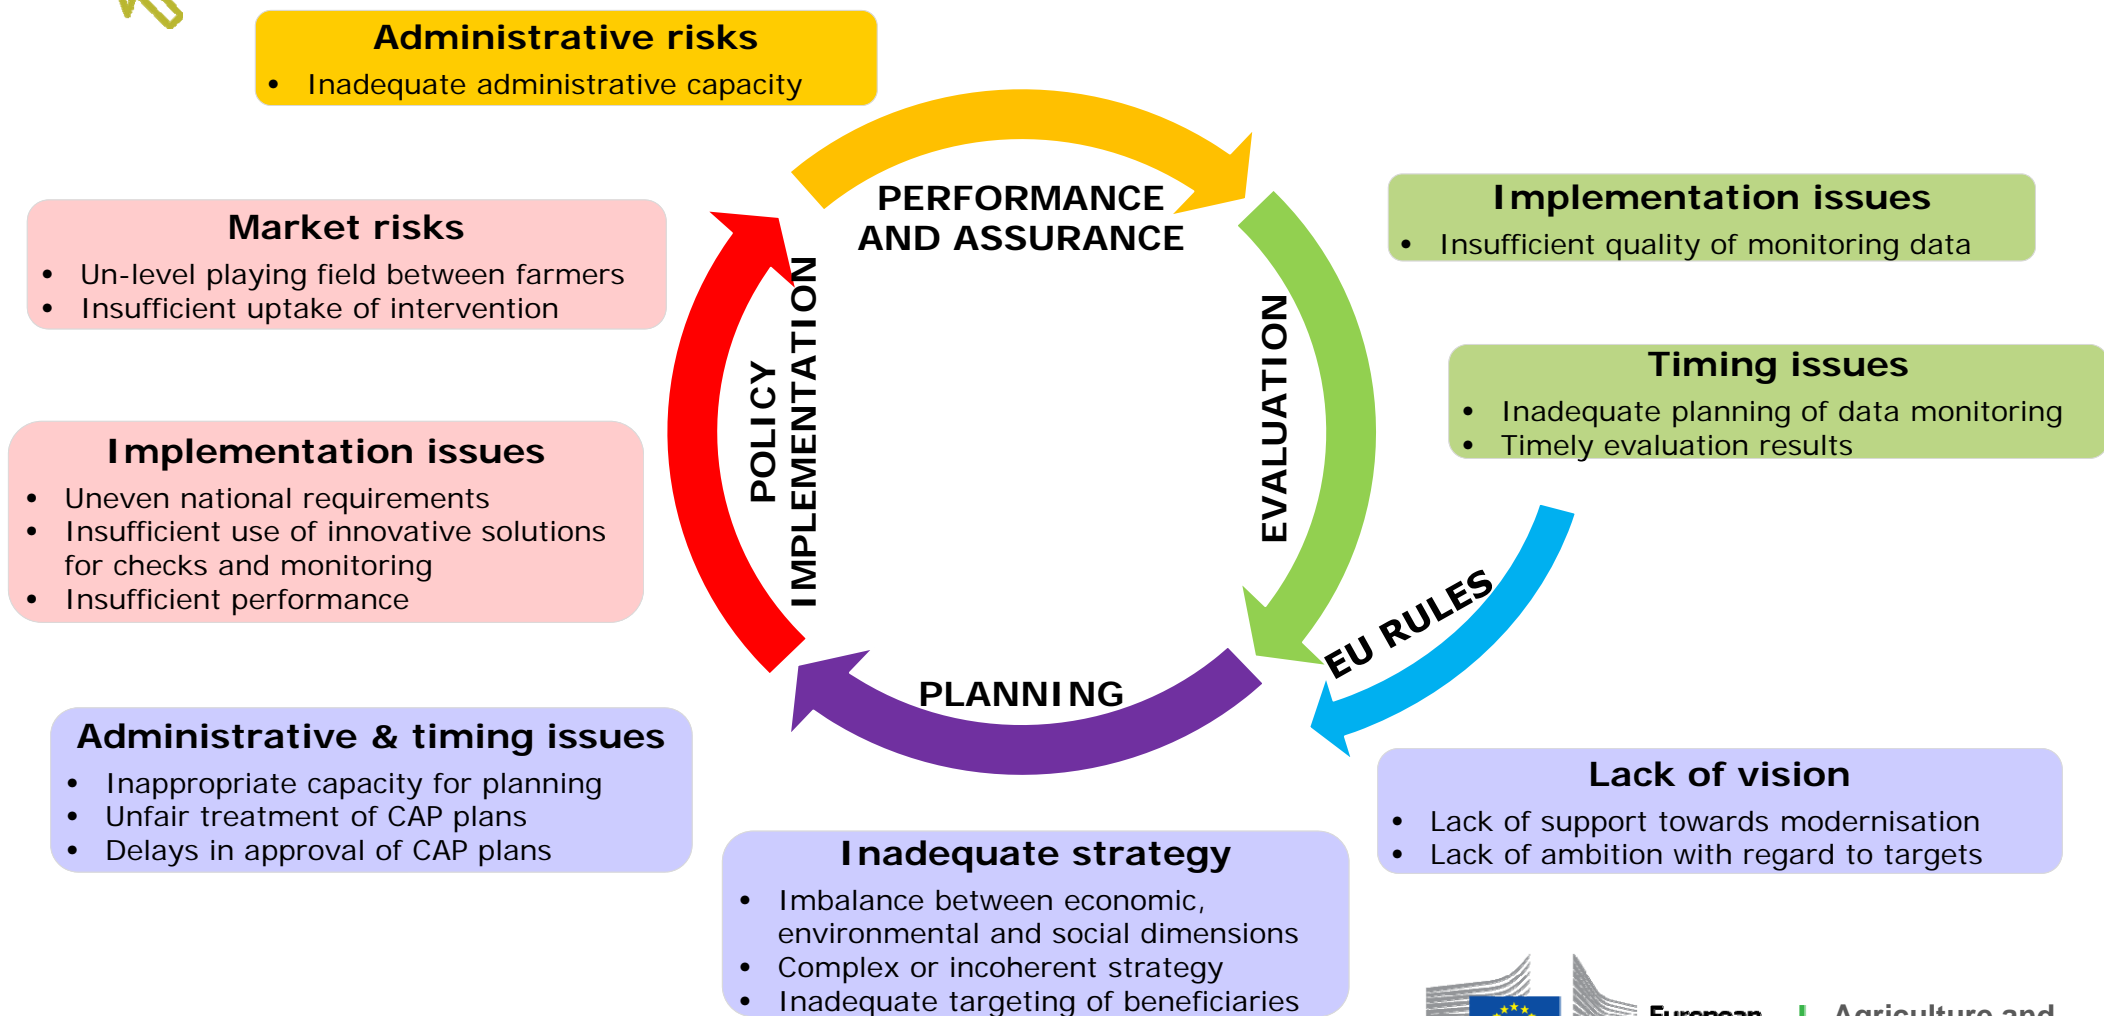 Administrative risks
• Inadequate administrative capacity
PERFORMANCE
AND ASSURANCE
Market risks
• Un-level playing field between farmers
• Insufficient uptake of intervention
Implementation issues
• Insufficient quality of monitoring data
POLICY
IMPLEMENTATION
EVALUATION
Timing issues
• Inadequate planning of data monitoring
• Timely evaluation results
Implementation issues
• Uneven national requirements
• Insufficient use of innovative solutions
for checks and monitoring
• Insufficient performance
EU RULES
PLANNING
Administrative & timing issues
• Inappropriate capacity for planning
• Unfair treatment of CAP plans
• Delays in approval of CAP plans
Lack of vision
• Lack of support towards modernisation
• Lack of ambition with regard to targets
Inadequate strategy
• Imbalance between economic,
environmental and social dimensions
• Complex or incoherent strategy
• Inadequate targeting of beneficiaries
European
Agriculture and